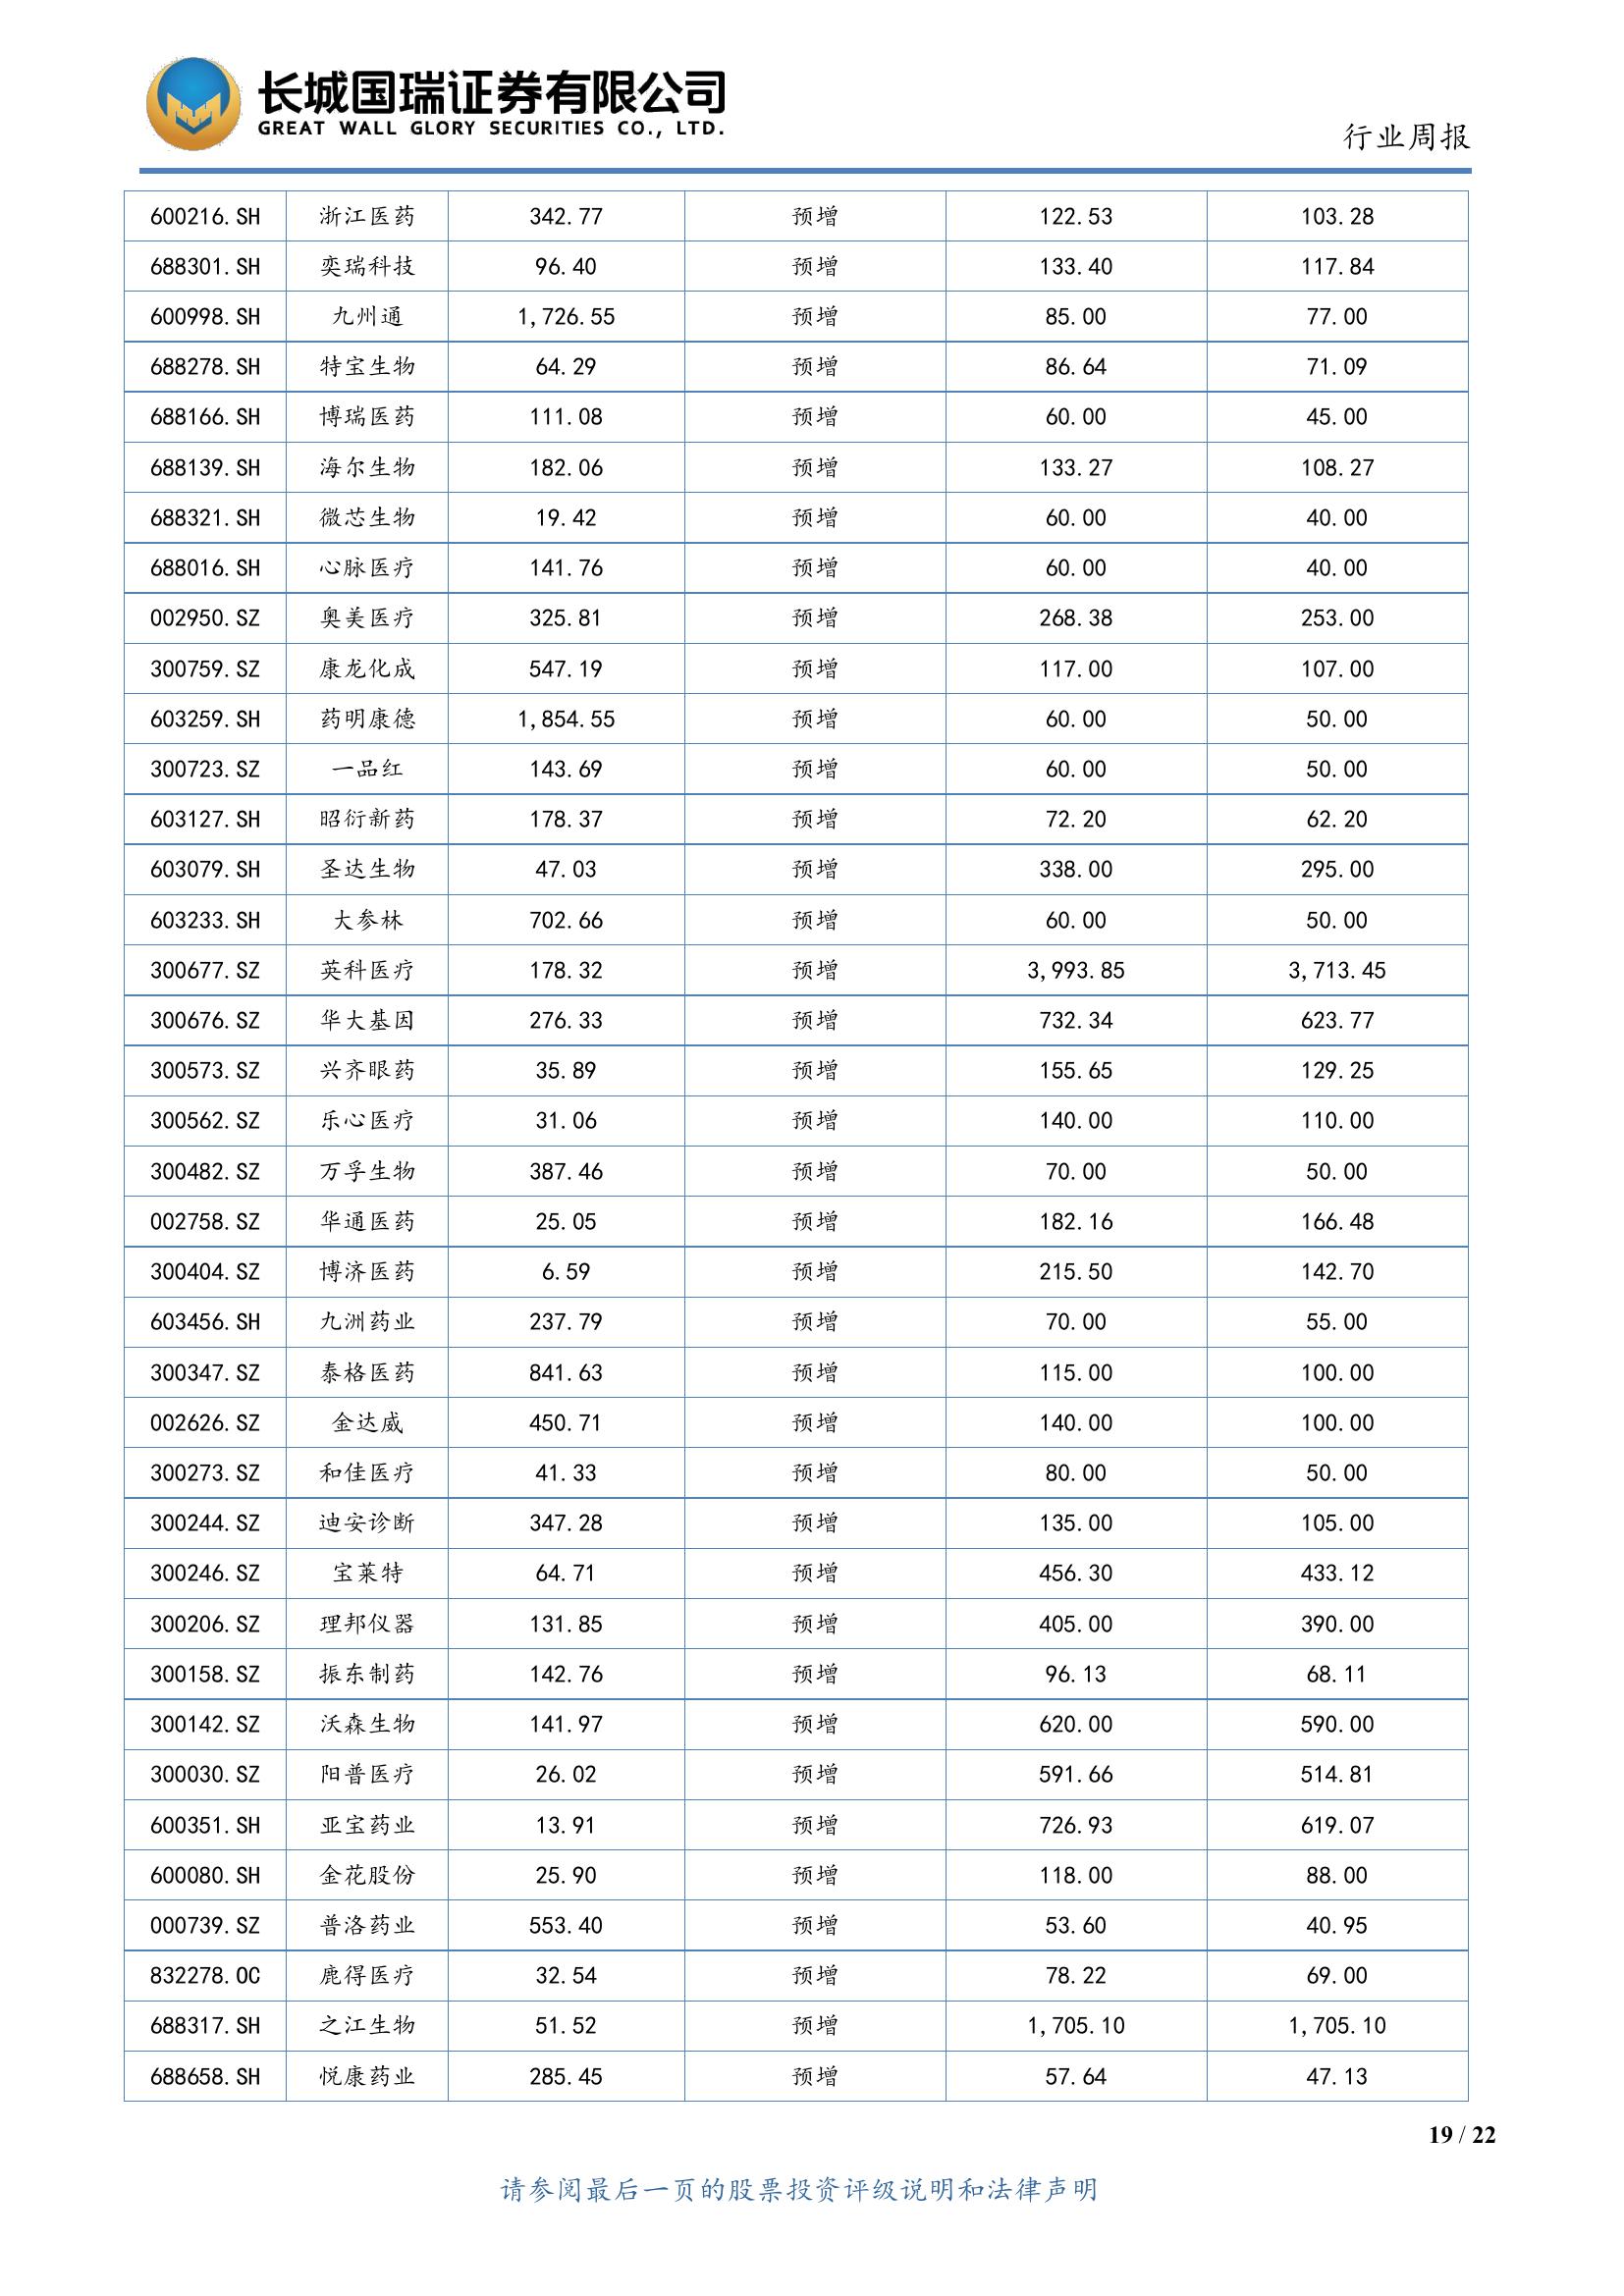 长城国瑞证券有限公司
GREAT WALL GLORY SECURITIES CO., LTD.
行业周报
600216.SH 浙江医药 342.77 预增 122.53 103.28
688301.SH 奕瑞科技 96.40 预增 133.40 117.84
600998.SH 九州通 1,726.55 预增 85.00 77.00
688278.SH 特宝生物 64.29 预增 86.64 71.09
688166.SH 博瑞医药 111.08 预增 60.00 45.00
688139.SH 海尔生物 182.06 预增 133.27 108.27
688321.SH 微芯生物 19.42 预增 60.00 40.00
688016.SH 心脉医疗 141.76 预增 60.00 40.00
002950.SZ 奥美医疗 325.81 预增 268.38 253.00
300759.SZ 康龙化成 547.19 预增 117.00 107.00
603259.SH 药明康德 1,854.55 预增 60.00 50.00
300723.SZ 一品红 143.69 预增 60.00 50.00
603127.SH 昭衍新药 178.37 预增 72.20 62.20
603079.SH 圣达生物 47.03 预增 338.00 295.00
603233.SH 大参林 702.66 预增 60.00 50.00
300677.SZ 英科医疗 178.32 预增 3,993.85 3,713.45
300676.SZ 华大基因 276.33 预增 732.34 623.77
300573.SZ 兴齐眼药 35.89 预增 155.65 129.25
300562.SZ 乐心医疗 31.06 预增 140.00 110.00
300482.SZ 万孚生物 387.46 预增 70.00 50.00
002758.SZ 华通医药 25.05 预增 182.16 166.48
300404.SZ 博济医药 6.59 预增 215.50 142.70
603456.SH 九洲药业 237.79 预增 70.00 55.00
300347.SZ 泰格医药 841.63 预增 115.00 100.00
002626.SZ 金达威 450.71 预增 140.00 100.00
300273.SZ 和佳医疗 41.33 预增 80.00 50.00
300244.SZ 迪安诊断 347.28 预增 135.00 105.00
300246.SZ 宝莱特 64.71 预增 456.30 433.12
300206.SZ 理邦仪器 131.85 预增 405.00 390.00
300158.SZ 振东制药 142.76 预增 96.13 68.11
300142.SZ 沃森生物 141.97 预增 620.00 590.00
300030.SZ 阳普医疗 26.02 预增 591.66 514.81
600351.SH 亚宝药业 13.91 预增 726.93 619.07
600080.SH 金花股份 25.90 预增 118.00 88.00
000739.SZ 普洛药业 553.40 预增 53.60 40.95
832278.OC 鹿得医疗 32.54 预增 78.22 69.00
688317.SH 之江生物 51.52 预增 1,705.10 1,705.10
688658.SH 悦康药业 285.45 预增 57.64 47.13
19 / 22
请参阅最后一页的股票投资评级说明和法律声明